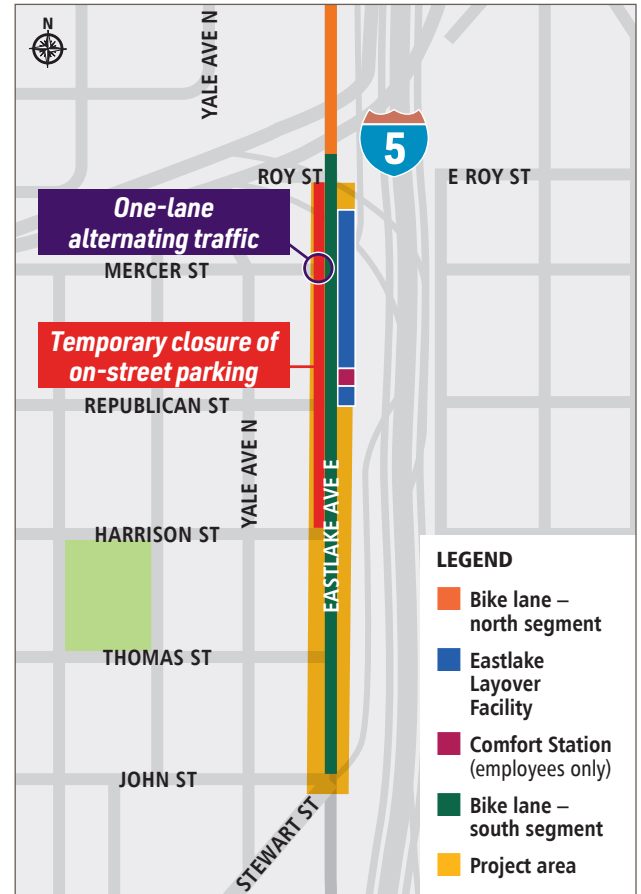 N
YALE AVE N
5
ROY ST
E ROY ST
One-lane
alternating traffic
MERCER ST
Temporary closure of
on-street parking
REPUBLICAN ST
YALE AVE N
EASTLAKE AVE E
HARRISON ST
THOMAS ST
JOHN ST
STEWART ST
LEGEND
Bike lane –
north segment
Eastlake
Layover
Facility
Comfort Station
(employees only)
Bike lane –
south segment
Project area